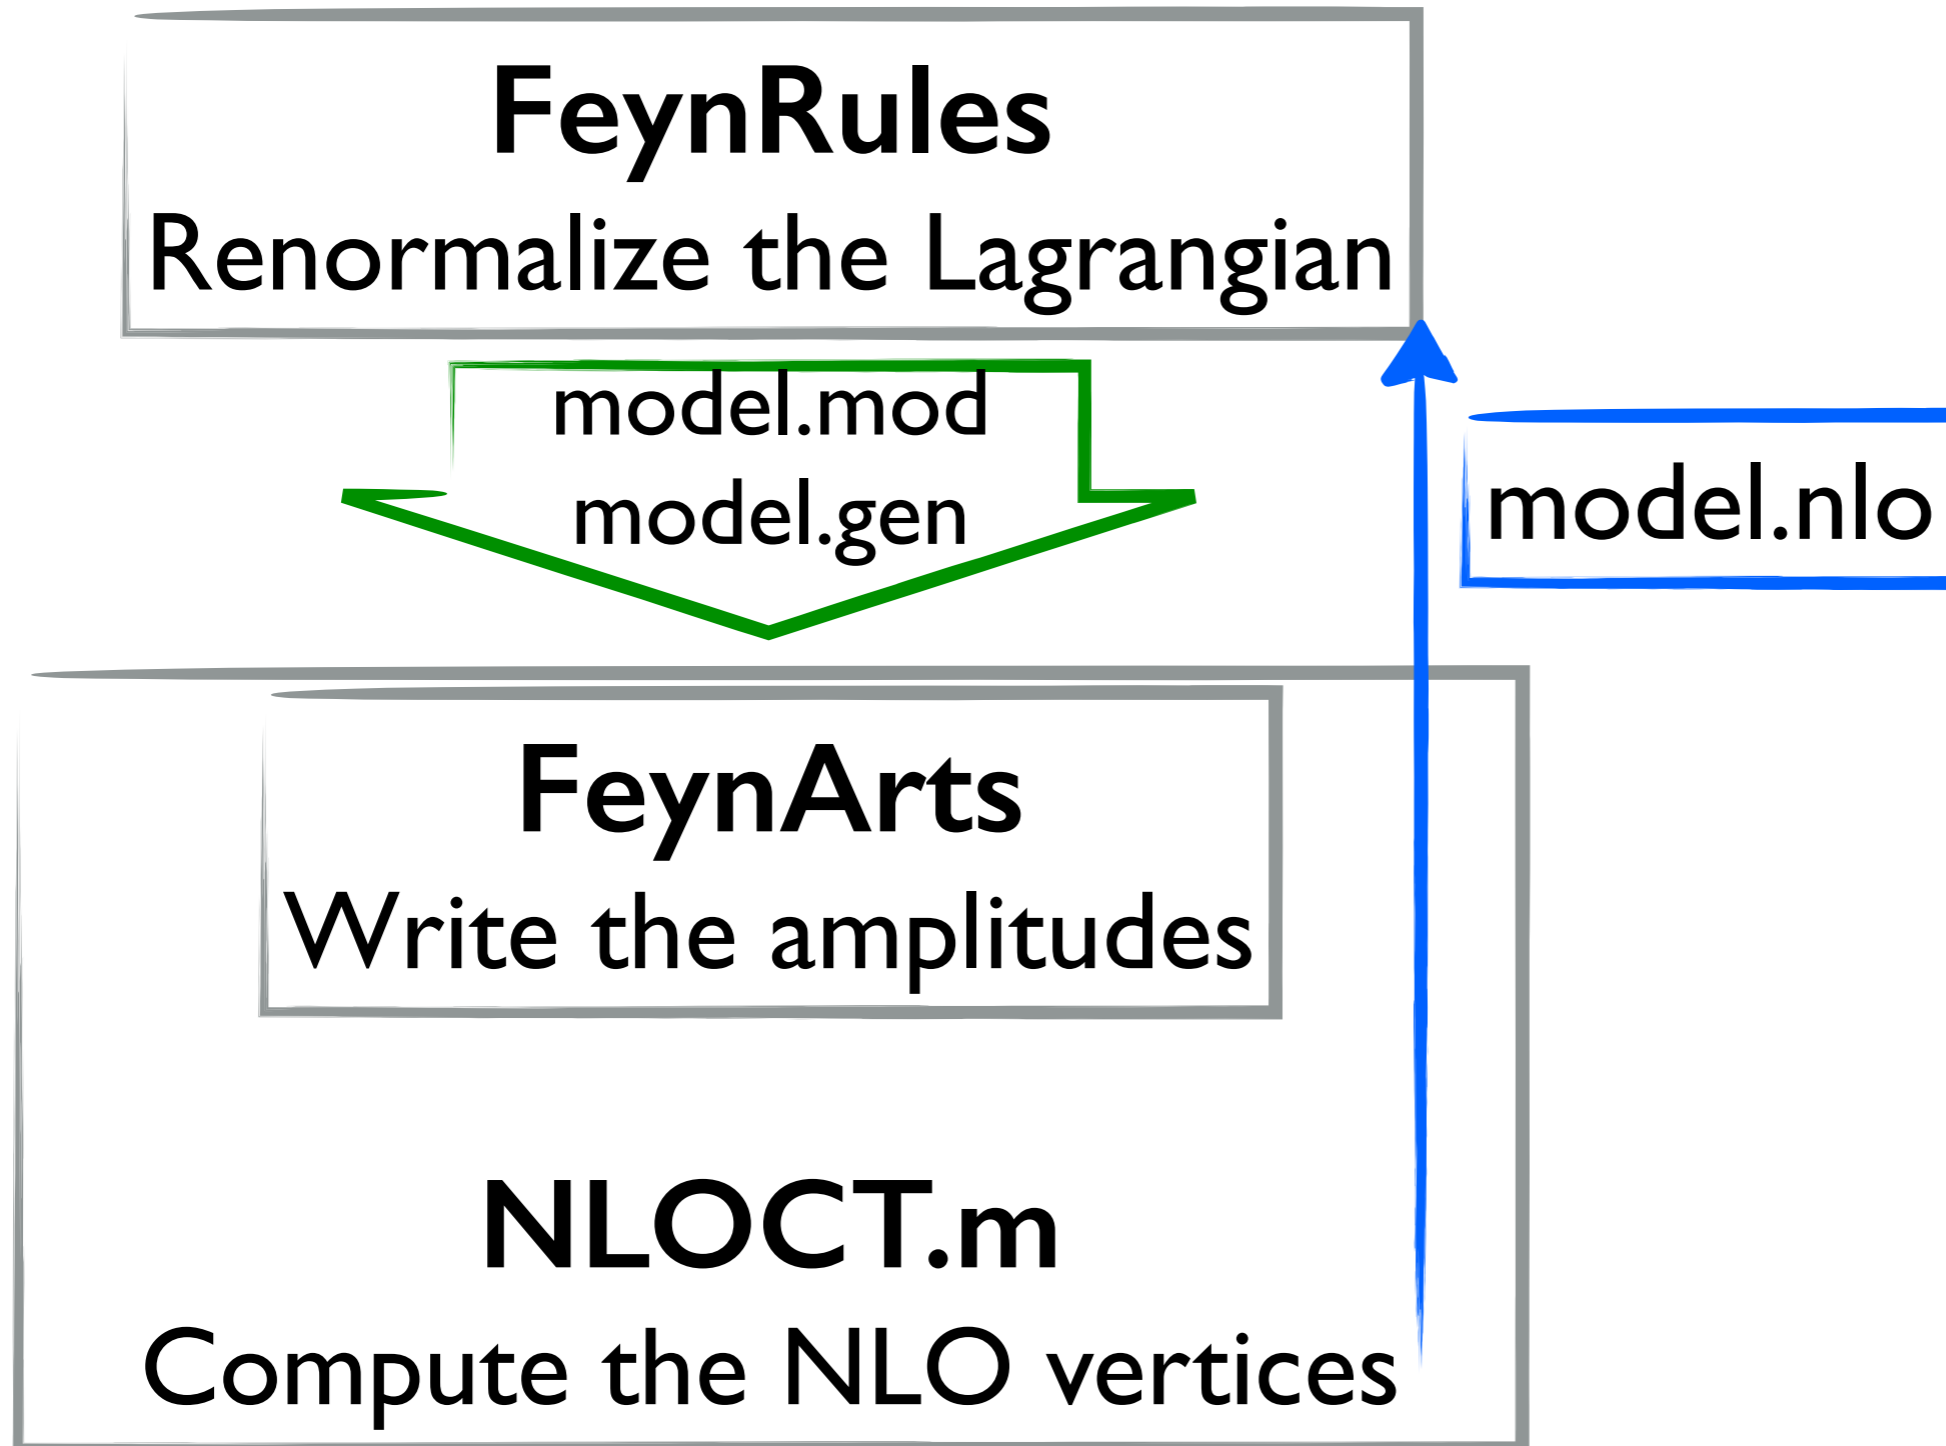 FeynRules
Renormalize the Lagrangian
model.mod
model.gen
model.nlo
FeynArts
Write the amplitudes
NLOCT.m
Compute the NLO vertices